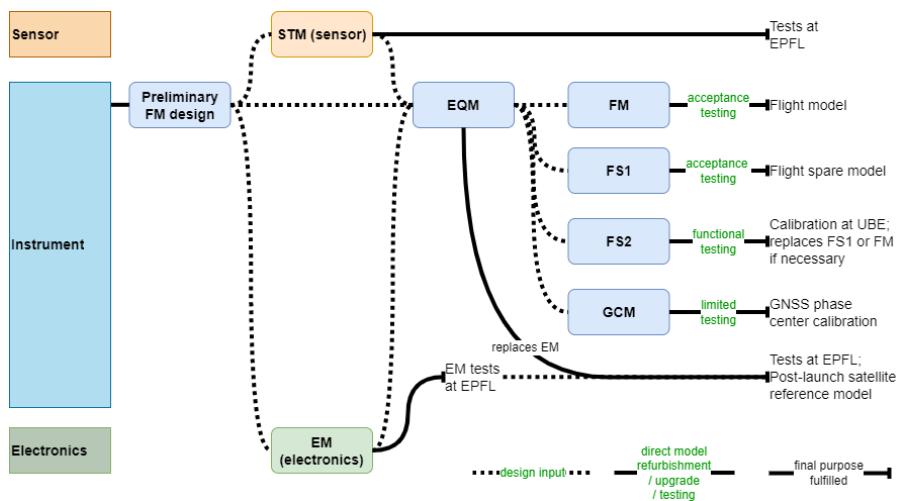 Sensor
STM (sensor)
Tests at
EPFL
Instrument
Preliminary
FM design
EQM
FM
acceptance
testing
Flight model
FS1
acceptance
testing
Flight spare model
FS2
functional
testing
Calibration at UBE;
replaces FS1 or FM
if necessary
GCM
limited
testing
GNSS phase
center calibration
replaces EM
EM tests
at EPFL
Tests at EPFL;
Post-launch satellite
reference model
Electronics
EM
(electronics)
design input
direct model
refurbishment
/ upgrade
/ testing
final purpose
fulfilled